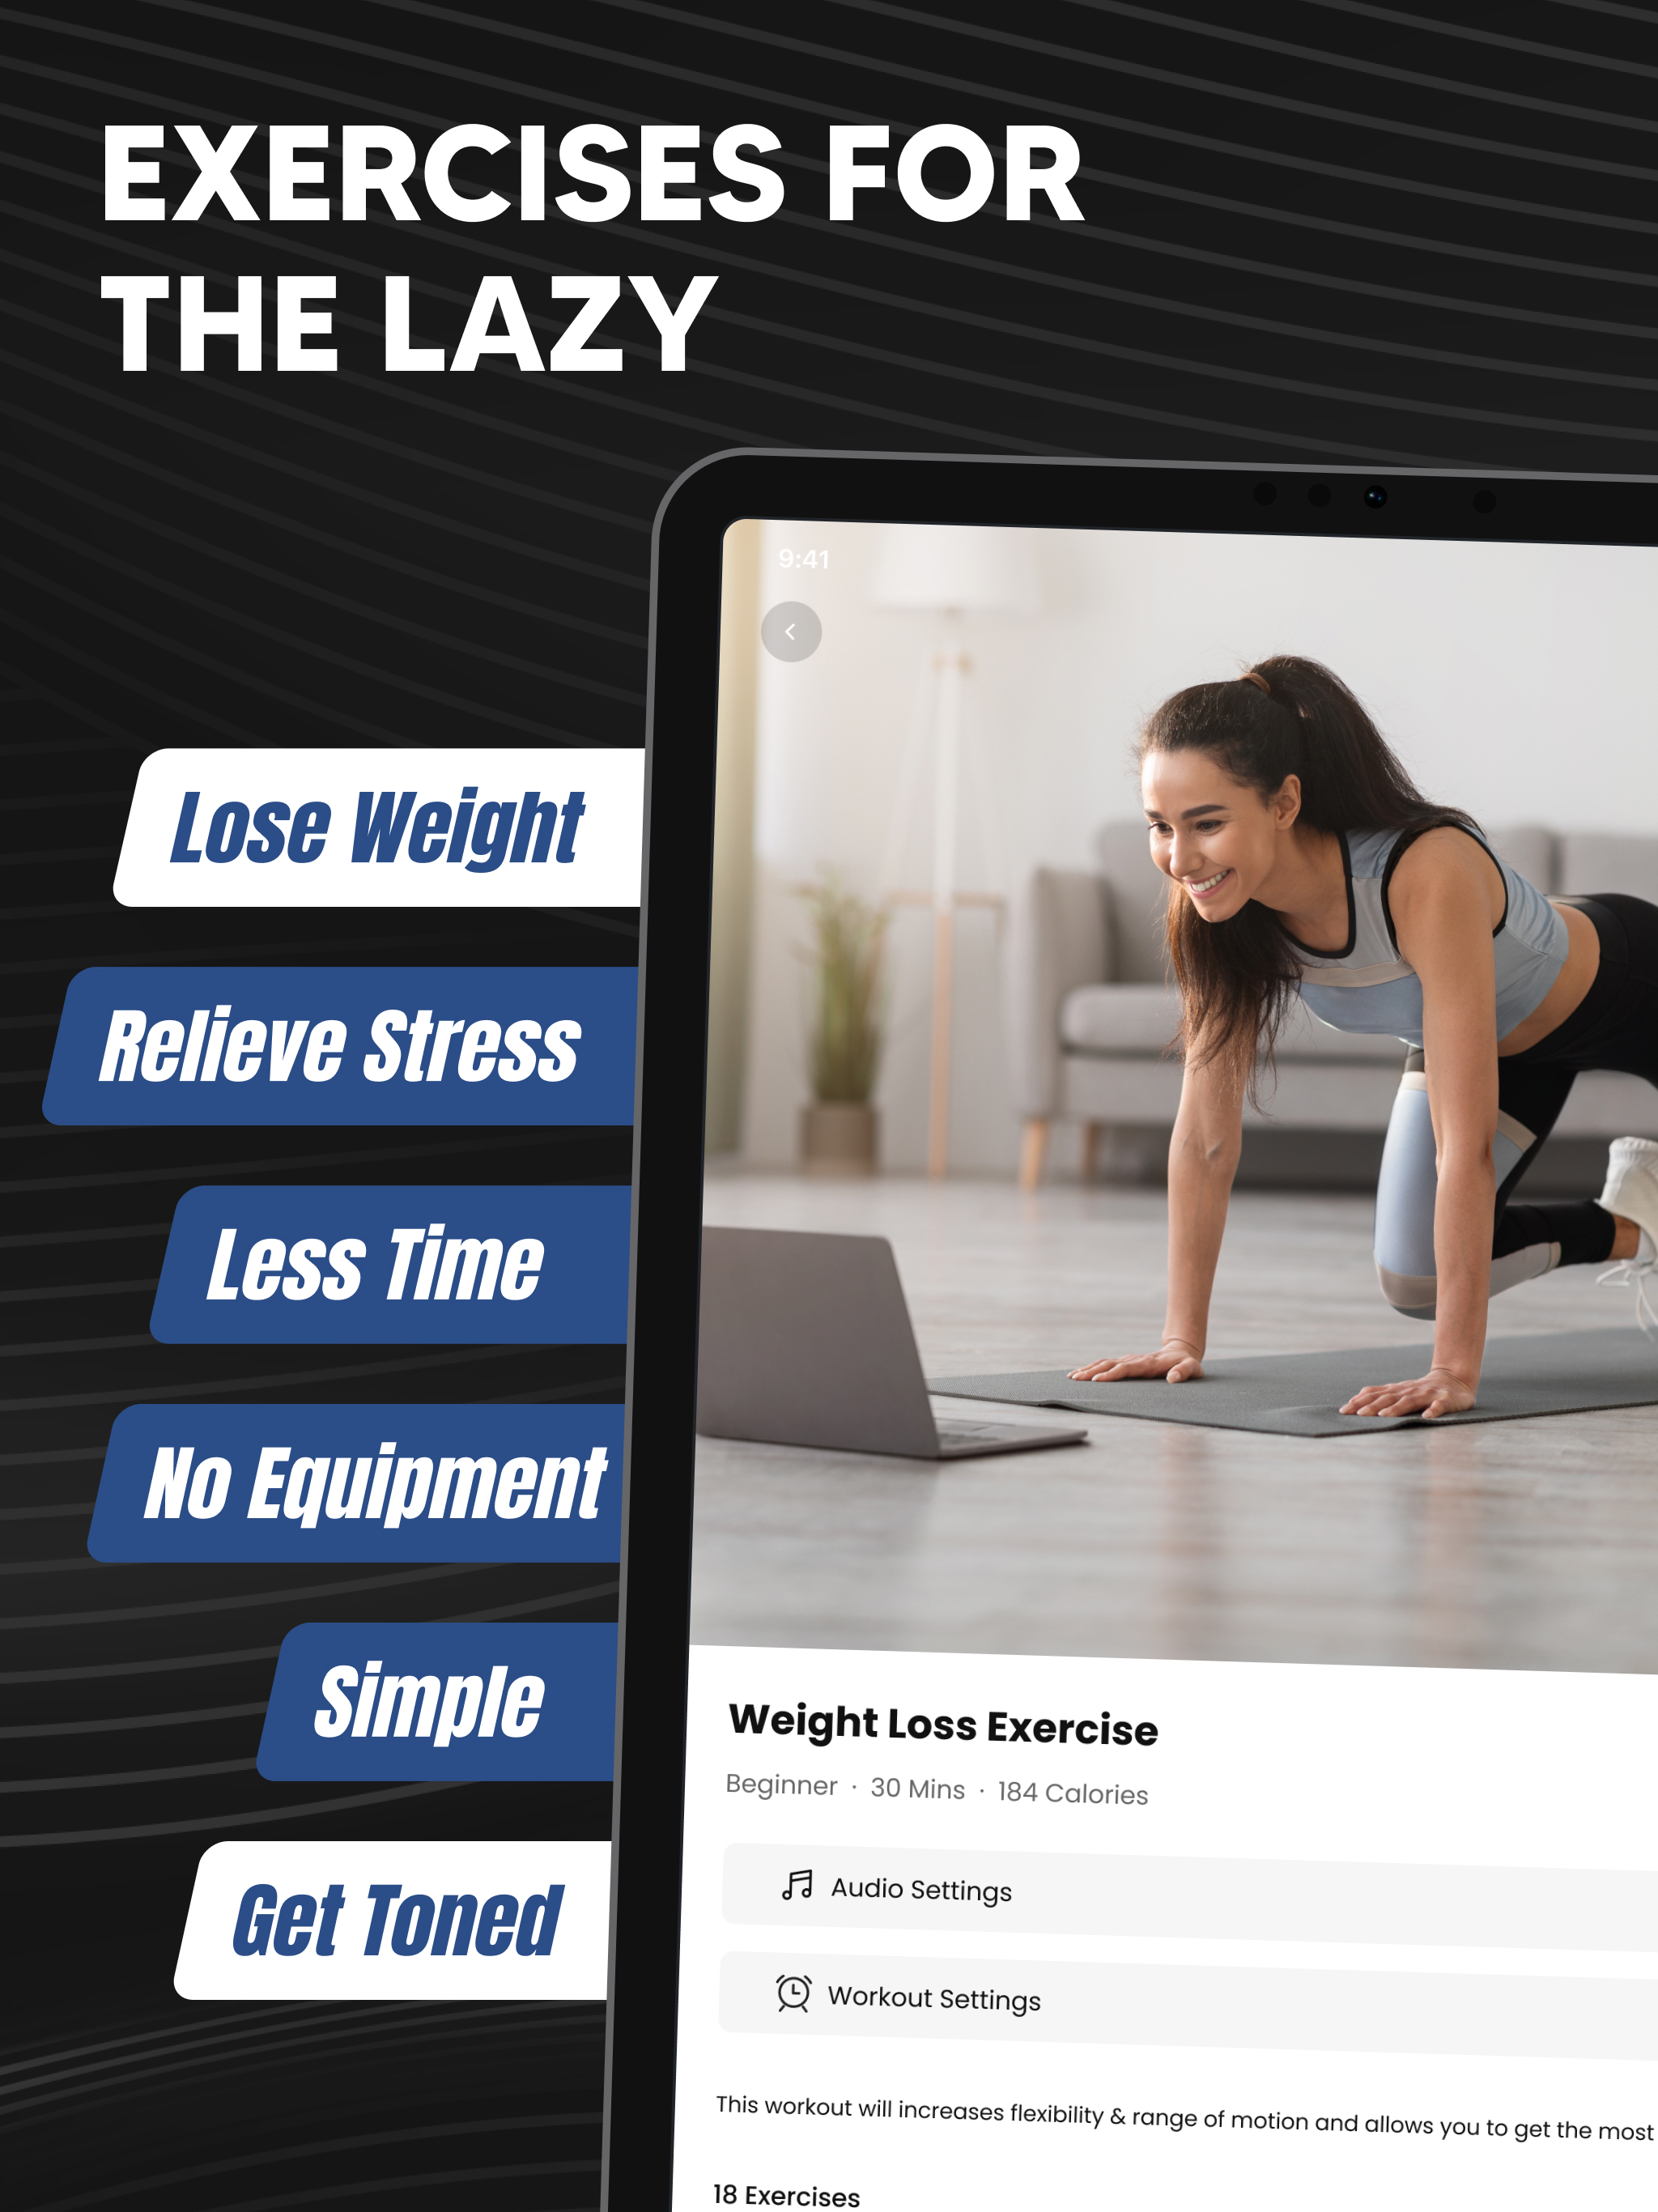 EXERCISES FOR
THE LAZY
Lose Weight
Relieve Stress
Less Time
No Equipment
Simple
Get Toned
9:41
Weight Loss Exercise
Beginner · 30 Mins · 184 Calories
Audio Settings
Workout Settings
This workout will increases flexibility & range of motion and allows you to get the most
18 Exercises